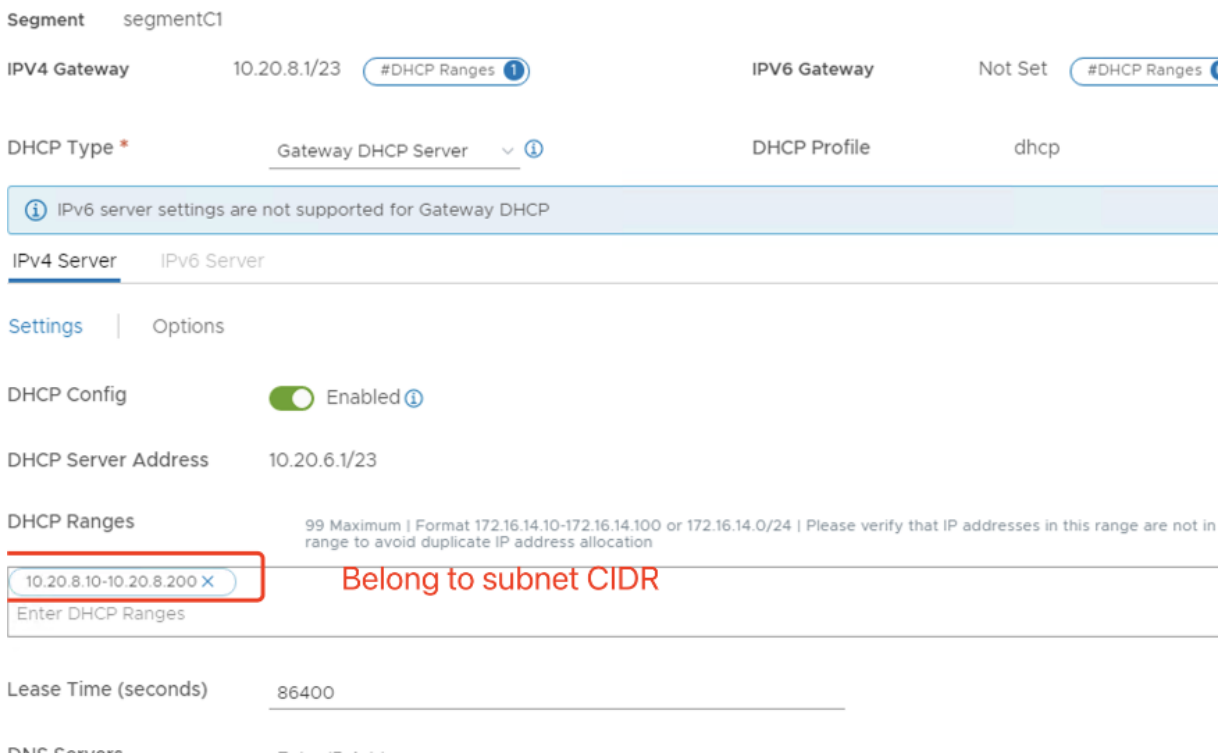 Segment segmentC1
IPV4 Gateway 10.20.8.1/23 #DHCP Ranges 1 IPV6 Gateway Not Set #DHCP Ranges
DHCP Type * Gateway DHCP Server DHCP Profile dhcp
IPv6 server settings are not supported for Gateway DHCP
IPv4 Server IPv6 Server
Settings Options
DHCP Config Enabled
DHCP Server Address 10.20.6.1/23
DHCP Ranges 99 Maximum | Format 172.16.14.10-172.16.14.100 or 172.16.14.0/24 | Please verify that IP addresses in this range are not in
range to avoid duplicate IP address allocation
10.20.8.10-10.20.8.200 Belong to subnet CIDR
Enter DHCP Ranges
Lease Time (seconds) 86400
DNS Servers